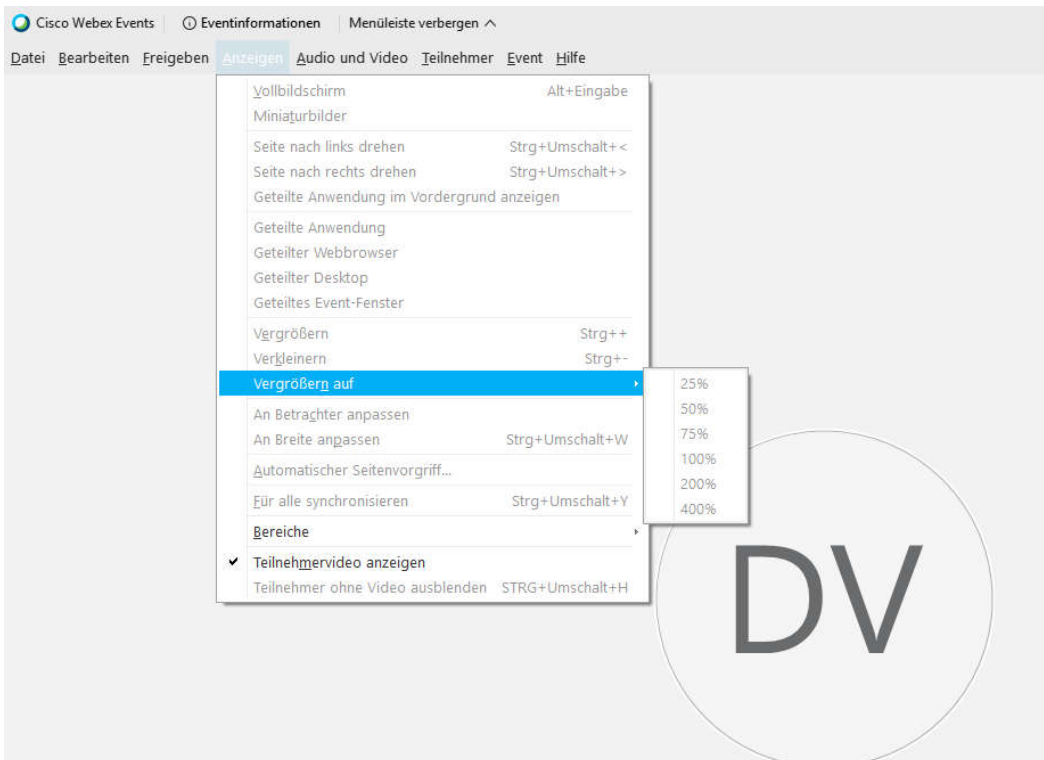 Cisco Webex Events Eventinformationen Menüleiste verbergen
Datei Bearbeiten Freigeben Anzeigen Audio und Video Teilnehmer Event Hilfe
Vollbildschirm Alt+Eingabe
Miniaturbilder
Seite nach links drehen Strg+Umschalt+<
Seite nach rechts drehen Strg+Umschalt+>
Geteilte Anwendung im Vordergrund anzeigen
Geteilte Anwendung
Geteilter Webbrowser
Geteilter Desktop
Geteiltes Event-Fenster
Vergrößern Strg++
Verkleinern Strg+-
Vergrößern auf
25%
50%
75%
100%
200%
400%
An Betrachter anpassen
An Breite anpassen Strg+Umschalt+W
Automatischer Seitenvorgriff...
Für alle synchronisieren Strg+Umschalt+Y
Bereiche
Teilnehmervideo anzeigen
Teilnehmer ohne Video ausblenden STRG+Umschalt+H
DV